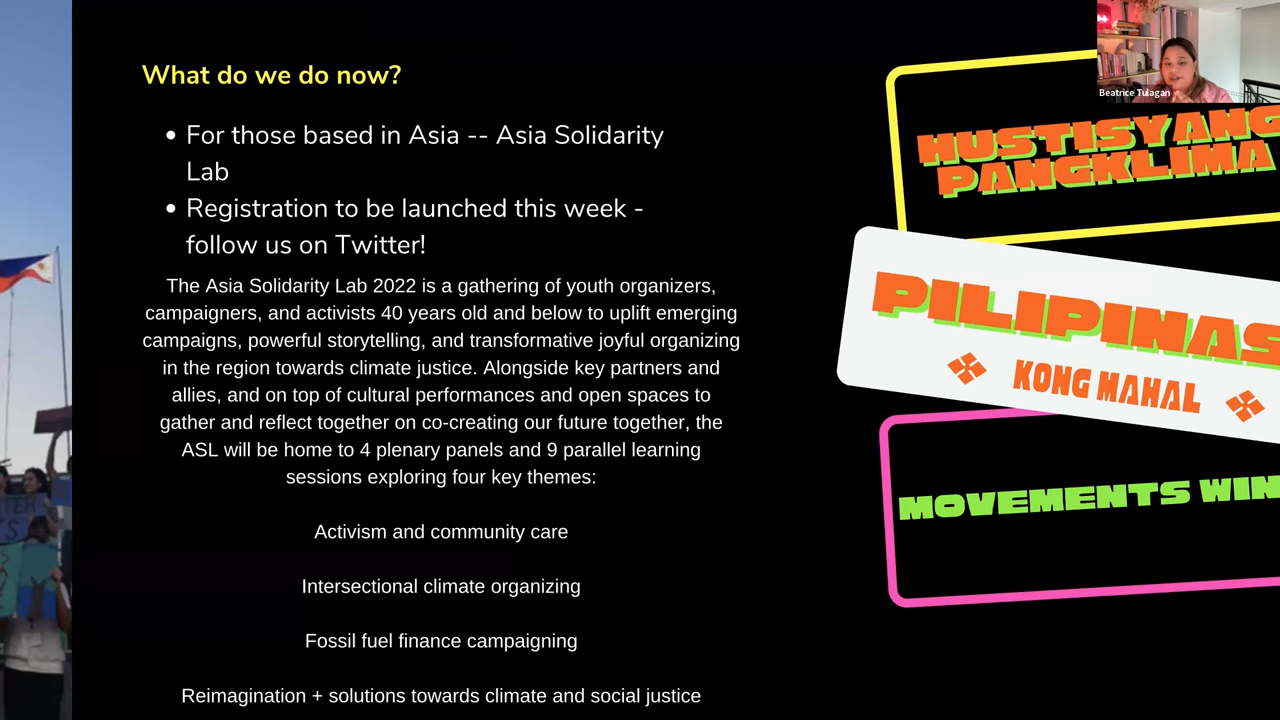 What do we do now?
• For those based in Asia -- Asia Solidarity
Lab
• Registration to be launched this week -
follow us on Twitter!
The Asia Solidarity Lab 2022 is a gathering of youth organizers,
campaigners, and activists 40 years old and below to uplift emerging
campaigns, powerful storytelling, and transformative joyful organizing
in the region towards climate justice. Alongside key partners and
allies, and on top of cultural performances and open spaces to
gather and reflect together on co-creating our future together, the
ASL will be home to 4 plenary panels and 9 parallel learning
sessions exploring four key themes:
Activism and community care
Intersectional climate organizing
Fossil fuel finance campaigning
Reimagination + solutions towards climate and social justice
Beatrice Tulagan
HUSTISYANG
PANGKLIMA
PILIPINAS
KONG MAHAL
MOVEMENTS WIN